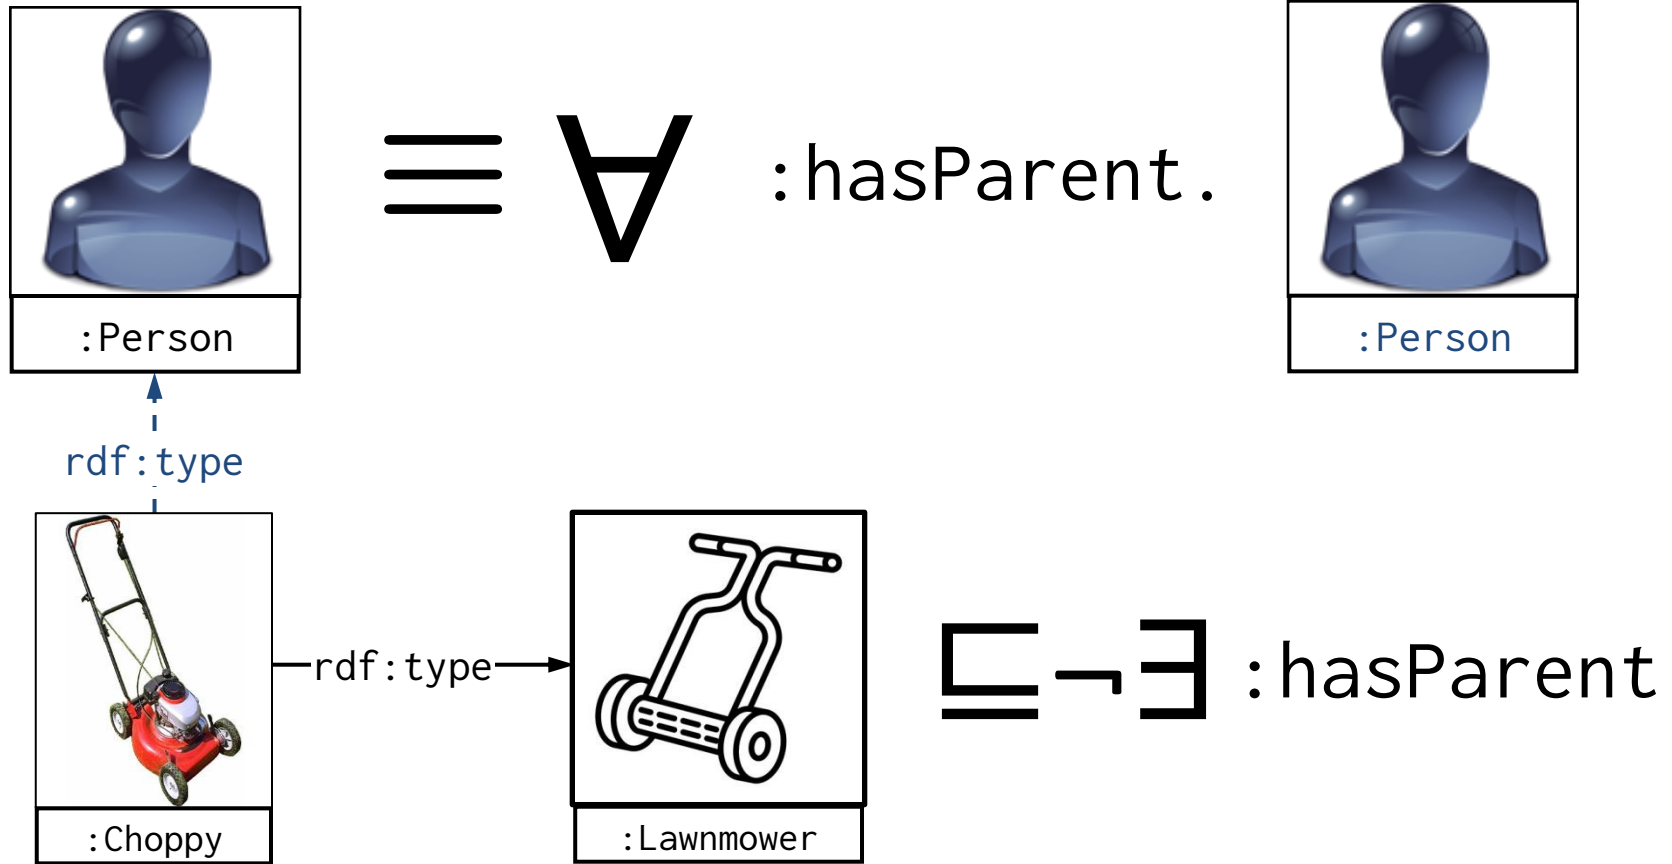 ≡ ∀ :hasParent.
:Person
:Person
rdf:type
rdf:type
⊑¬∃ :hasParent
:Choppy
:Lawnmower